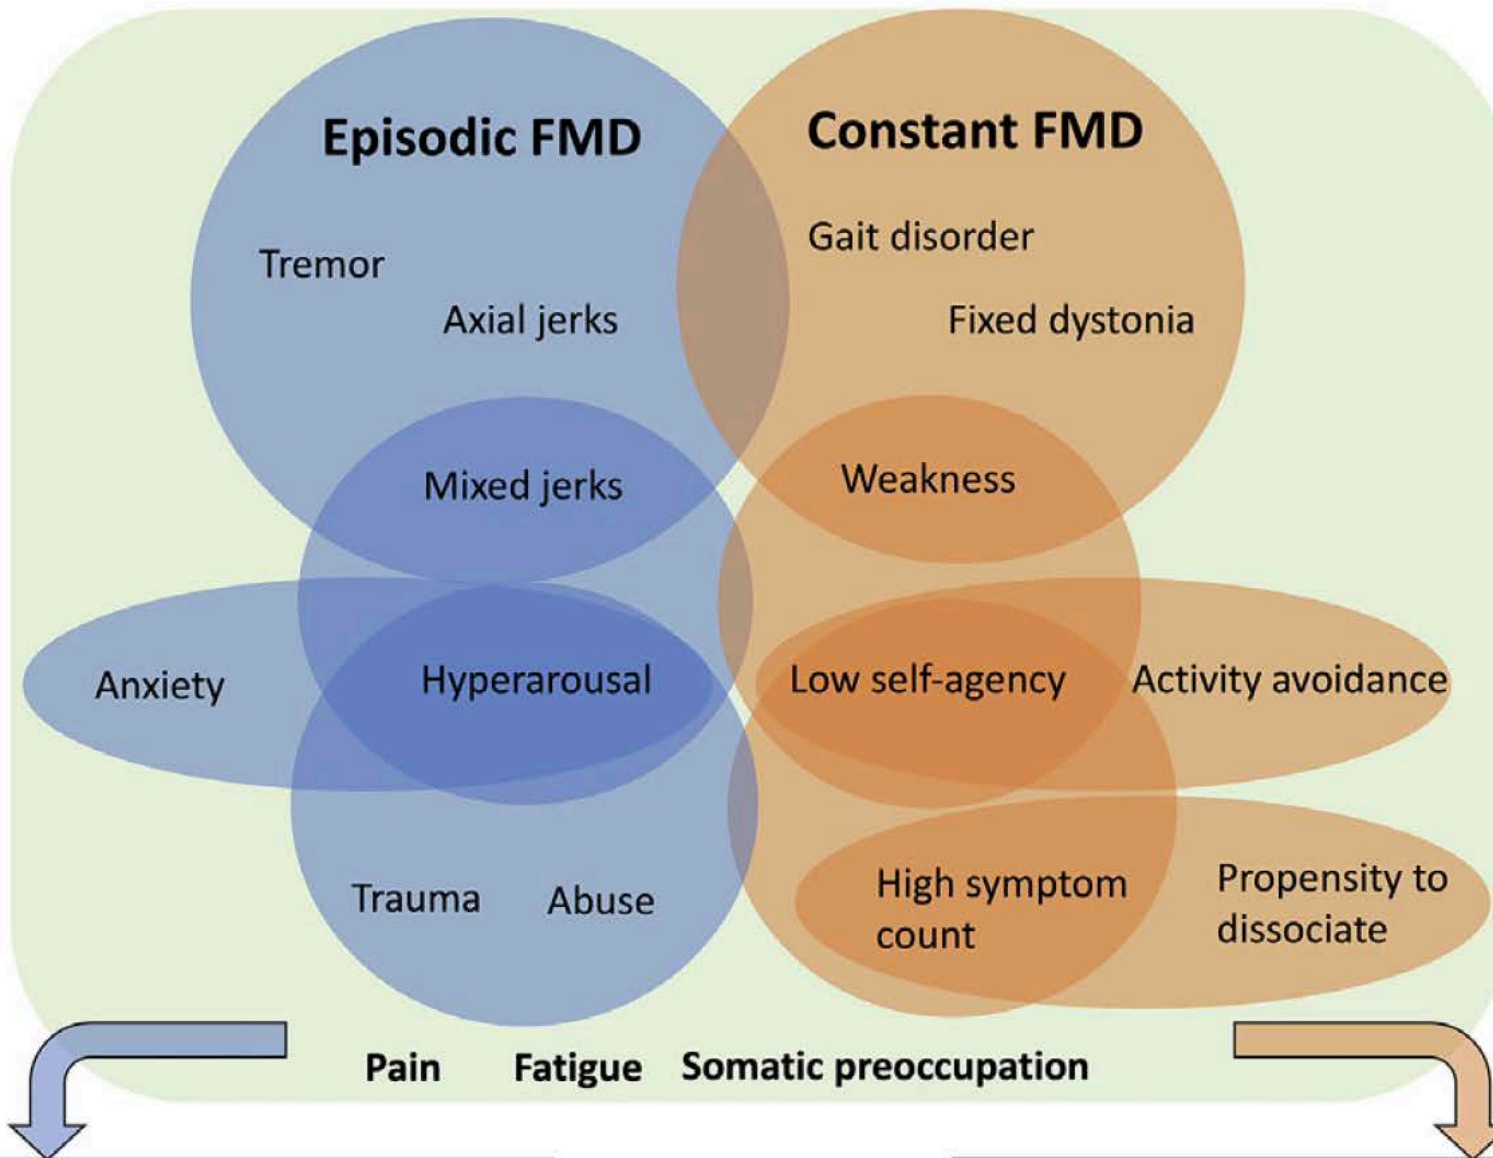 Episodic FMD
Constant FMD
Tremor
Gait disorder
Axial jerks
Fixed dystonia
Mixed jerks
Weakness
Anxiety
Hyperarousal
Low self-agency
Activity avoidance
Trauma
Abuse
High symptom
count
Propensity to
dissociate
Pain
Fatigue
Somatic preoccupation